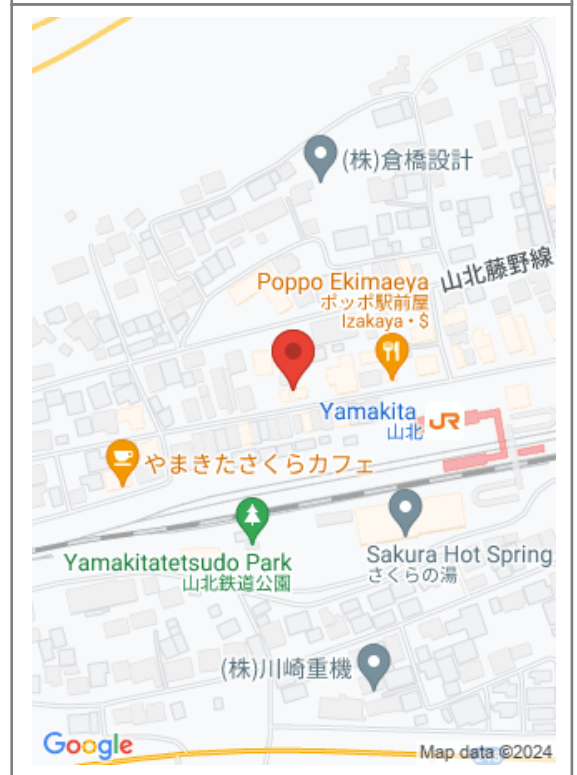 (株)倉橋設計
山北藤野線
Poppo Ekimaeya
ポッポ駅前屋
Izakaya・$
Yamakita
山北
JR
やまきたさくらカフェ
Yamakitatetsudo Park
山北鉄道公園
Sakura Hot Spring
さくらの湯
(株)川崎重機
Google
Map data ©2024